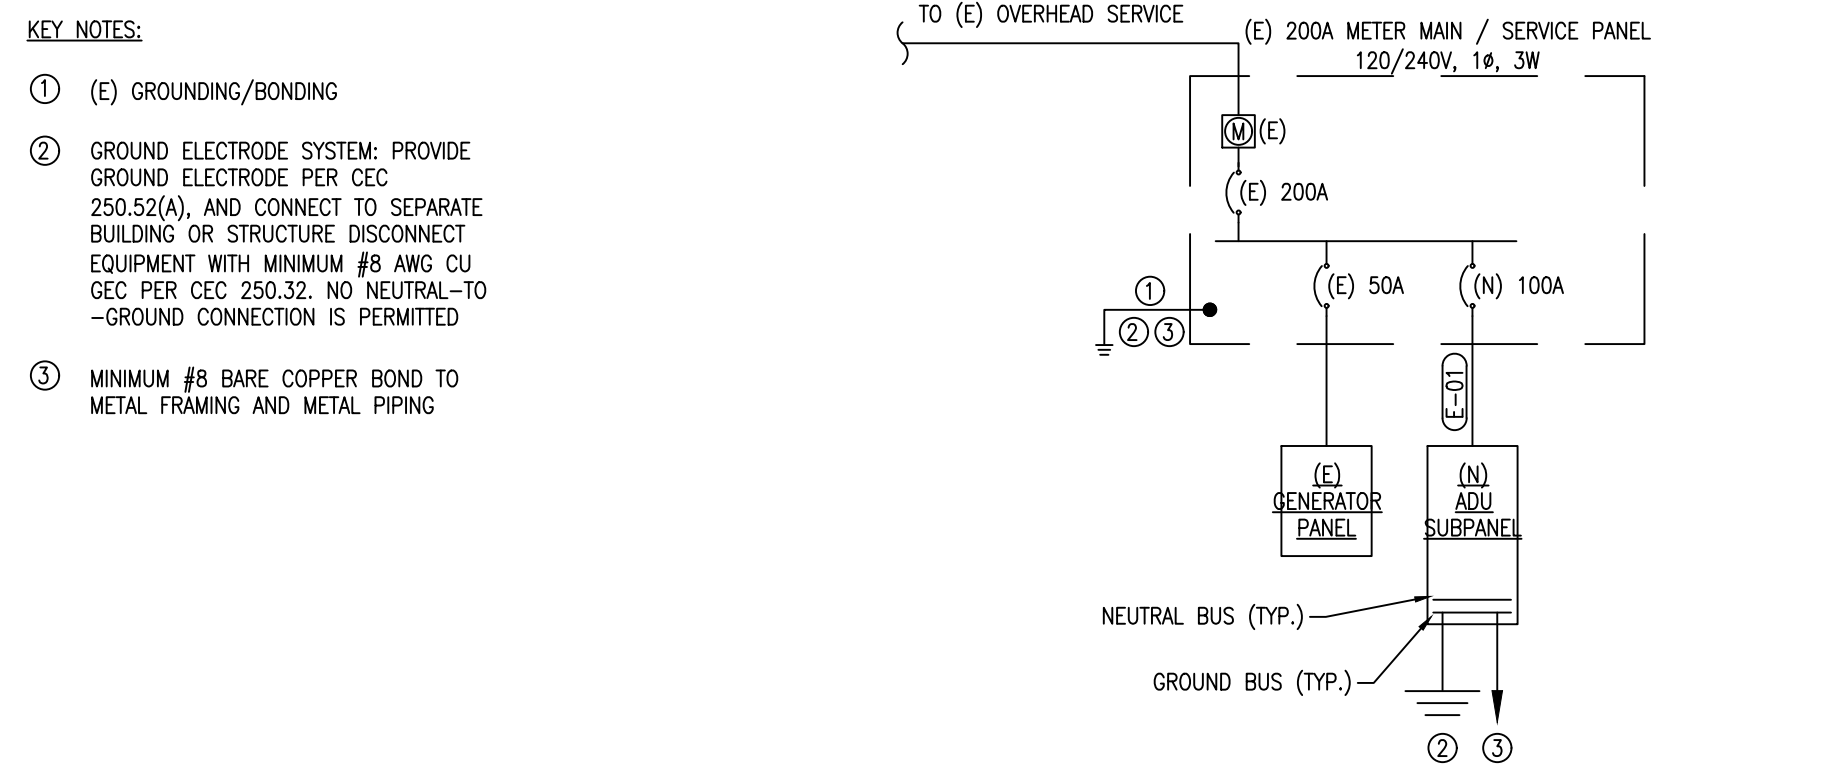 KEY NOTES:
1 (E) GROUNDING/BONDING
2 GROUND ELECTRODE SYSTEM: PROVIDE
GROUND ELECTRODE PER CEC
250.52(A), AND CONNECT TO SEPARATE
BUILDING OR STRUCTURE DISCONNECT
EQUIPMENT WITH MINIMUM #8 AWG CU
GEC PER CEC 250.32. NO NEUTRAL-TO
-GROUND CONNECTION IS PERMITTED
3 MINIMUM #8 BARE COPPER BOND TO
METAL FRAMING AND METAL PIPING
TO (E) OVERHEAD SERVICE
(E) 200A METER MAIN / SERVICE PANEL
120/240V, 1ø, 3W
M (E)
(E) 200A
(E) 50A
(N) 100A
1
2 3
E-01
(E)
GENERATOR
PANEL
(N)
ADU
SUBPANEL
NEUTRAL BUS (TYP.)
GROUND BUS (TYP.)
2 3